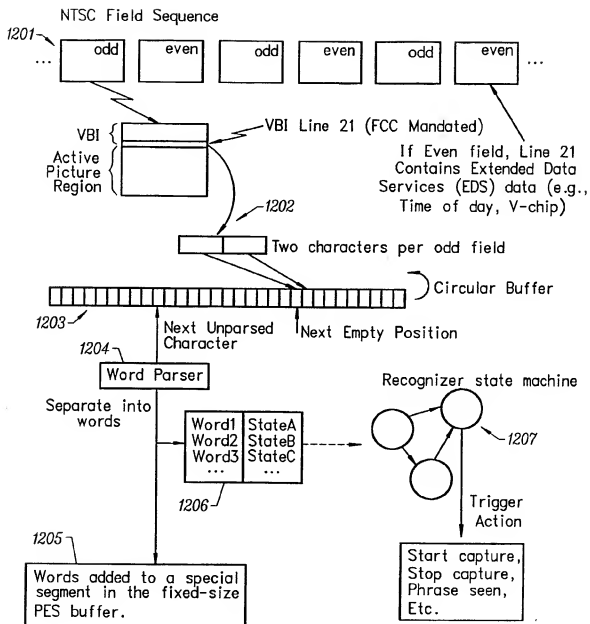 NTSC Field Sequence
1201
... odd even odd even odd even ...
VBI
VBI Line 21 (FCC Mandated)
Active
Picture
Region
If Even field, Line 21
Contains Extended Data
Services (EDS) data (e.g.,
Time of day, V-chip)
1202
Two characters per odd field
Circular Buffer
1203
Next Unparsed
Character
Next Empty Position
1204
Word Parser
Separate into
words
Recognizer state machine
Word1 StateA
Word2 StateB
Word3 StateC
... ...
1206
1207
Trigger
Action
1205
Words added to a special
segment in the fixed-size
PES buffer.
Start capture,
Stop capture,
Phrase seen,
Etc.